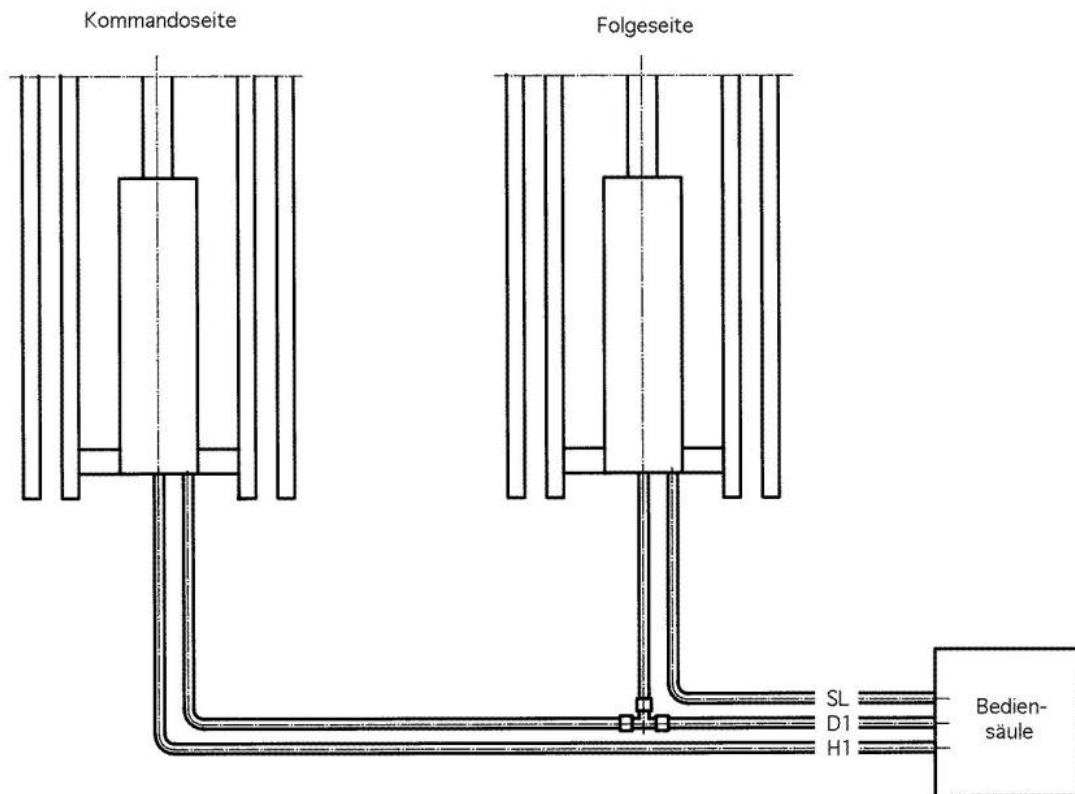 Kommandoseite
Folgeseite
SL
D1
H1
Bedien-
säule